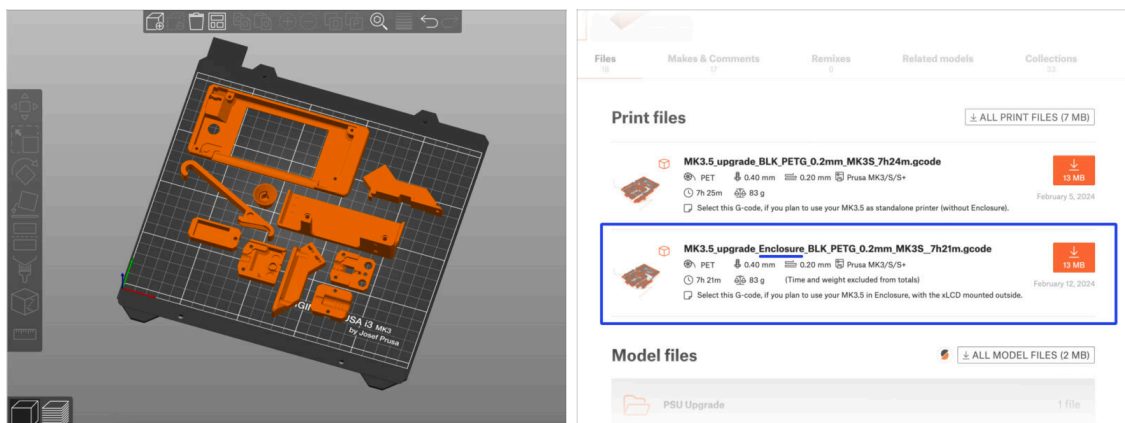 JSA i3 MK3
by Josef Prusa
Files
18
Makes & Comments
17
Remixes
0
Related models
Collections
Print files
ALL PRINT FILES (7 MB)
MK3.5_upgrade_BLK_PETG_0.2mm_MK3S_7h24m.gcode
PET 0.40 mm 0.20 mm Prusa MK3/S/S+
7h 25m 83 g
Select this G-code, if you plan to use your MK3.5 as standalone printer (without Enclosure).
13 MB
February 5, 2024
MK3.5_upgrade_Enclosure_BLK_PETG_0.2mm_MK3S__7h21m.gcode
PET 0.40 mm 0.20 mm Prusa MK3/S/S+
7h 21m 83 g (Time and weight excluded from totals)
Select this G-code, if you plan to use your MK3.5 in Enclosure, with the xLCD mounted outside.
13 MB
February 12, 2024
Model files
ALL MODEL FILES (2 MB)
PSU Upgrade
1 file